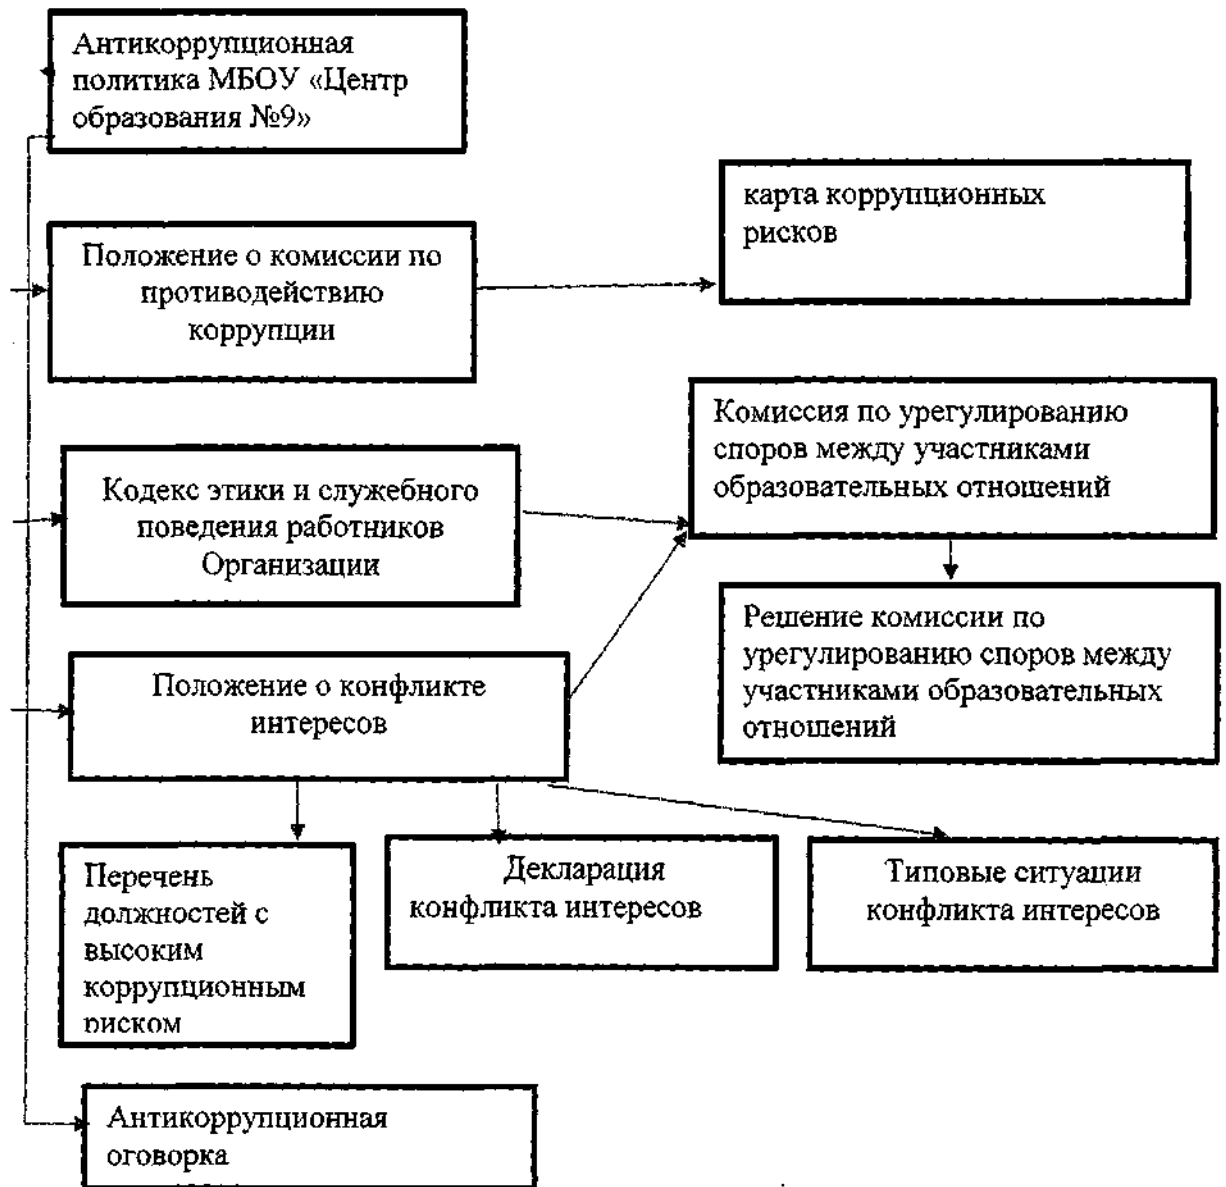 Антикоррупционная
политика МБОУ «Центр
образования №9»
карта коррупционных
рисков
Положение о комиссии по
противодействию
коррупции
Комиссия по урегулированию
споров между участниками
образовательных отношений
Кодекс этики и служебного
поведения работников
Организации
Решение комиссии по
урегулированию споров между
участниками образовательных
отношений
Положение о конфликте
интересов
Перечень
должностей с
высоким
коррупционным
риском
Декларация
конфликта интересов
Типовые ситуации
конфликта интересов
Антикоррупционная
оговорка